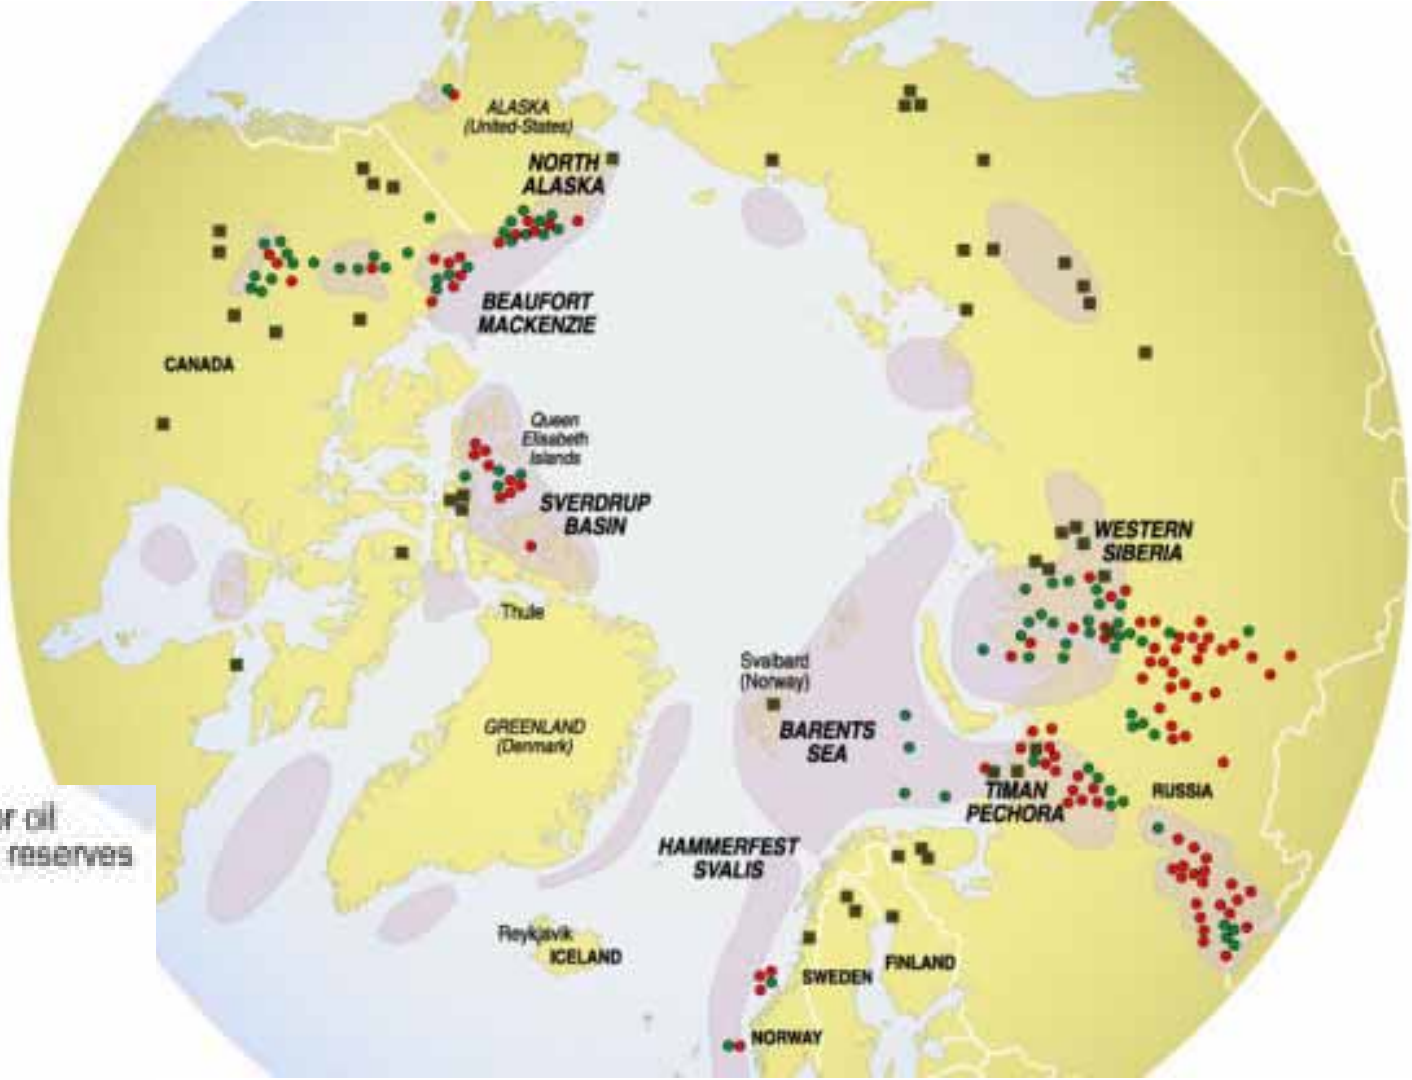 ALASKA
(United-States)
NORTH
ALASKA
BEAUFORT
MACKENZIE
CANADA
Queen
Elisabeth
Islands
SVERDRUP
BASIN
WESTERN
SIBERIA
Thule
Svalbard
(Norway)
GREENLAND
(Denmark)
BARENTS
SEA
TIMAN
PECHORA
RUSSIA
oil
reserves
HAMMERFEST
SVALIS
Reykjavik
ICELAND
SWEDEN
FINLAND
NORWAY